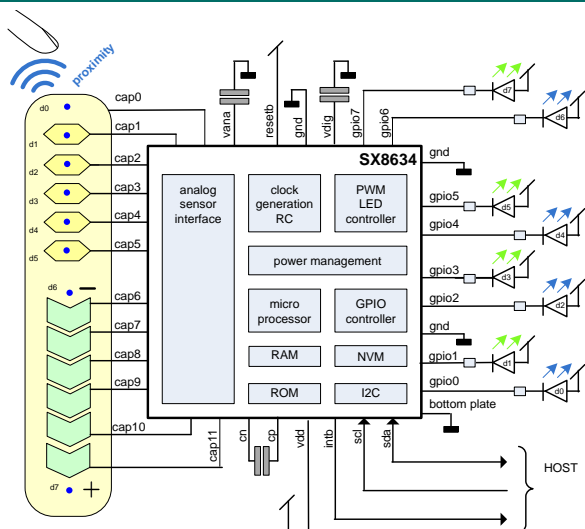 proximity
d0
cap0
d1
cap1
d2
cap2
d3
cap3
d4
cap4
d5
cap5
d6
−
cap6
cap7
cap8
cap9
cap10
cap11
d7
+
vana
resetb
gnd
vdig
gpio7
gpio6
SX8634
analog
sensor
interface
clock
generation
RC
PWM
LED
controller
power management
micro
processor
GPIO
controller
RAM
NVM
ROM
I2C
d7
d6
gnd
gpio5
d5
gpio4
d4
gpio3
d3
gpio2
d2
gnd
gpio1
d1
gpio0
d0
bottom plate
cn
cp
vdd
intb
scl
sda
HOST